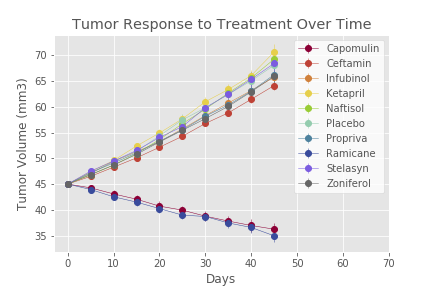 Tumor Response to Treatment Over Time
Tumor Volume (mm3)
70
65
60
55
50
45
40
35
0
10
20
30
40
50
60
70
Days
Capomulin
Ceftamin
Infubinol
Ketapril
Naftisol
Placebo
Propriva
Ramicane
Stelasyn
Zoniferol